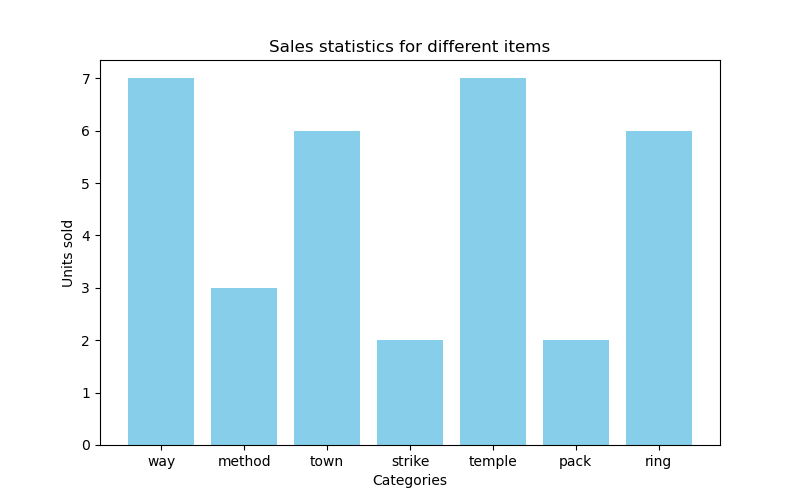 Sales statistics for different items
7
6
5
4
3
2
1
0
Units sold
way method town strike temple pack ring
Categories